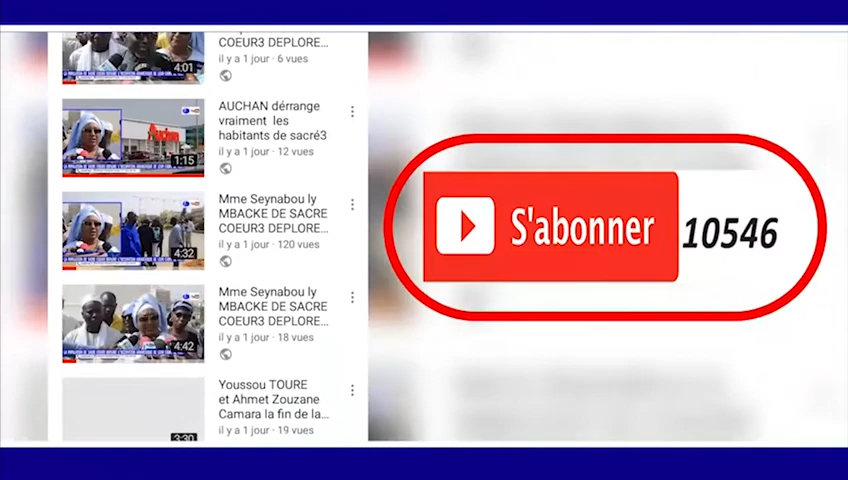 COEUR3 DEPLORE...
il y a 1 jour · 6 vues
4:01
AUCHAN dérrange
vraiment les
habitants de sacré3
il y a 1 jour · 12 vues
Auchan
1:15
Mme Seynabou ly
MBACKE DE SACRE
COEUR3 DEPLORE...
il y a 1 jour · 120 vues
4:32
Mme Seynabou ly
MBACKE DE SACRE
COEUR3 DEPLORE...
il y a 1 jour · 18 vues
4:42
Youssou TOURE
et Ahmet Zouzane
Camara la fin de la...
il y a 1 jour · 19 vues
3:30
S'abonner
10546